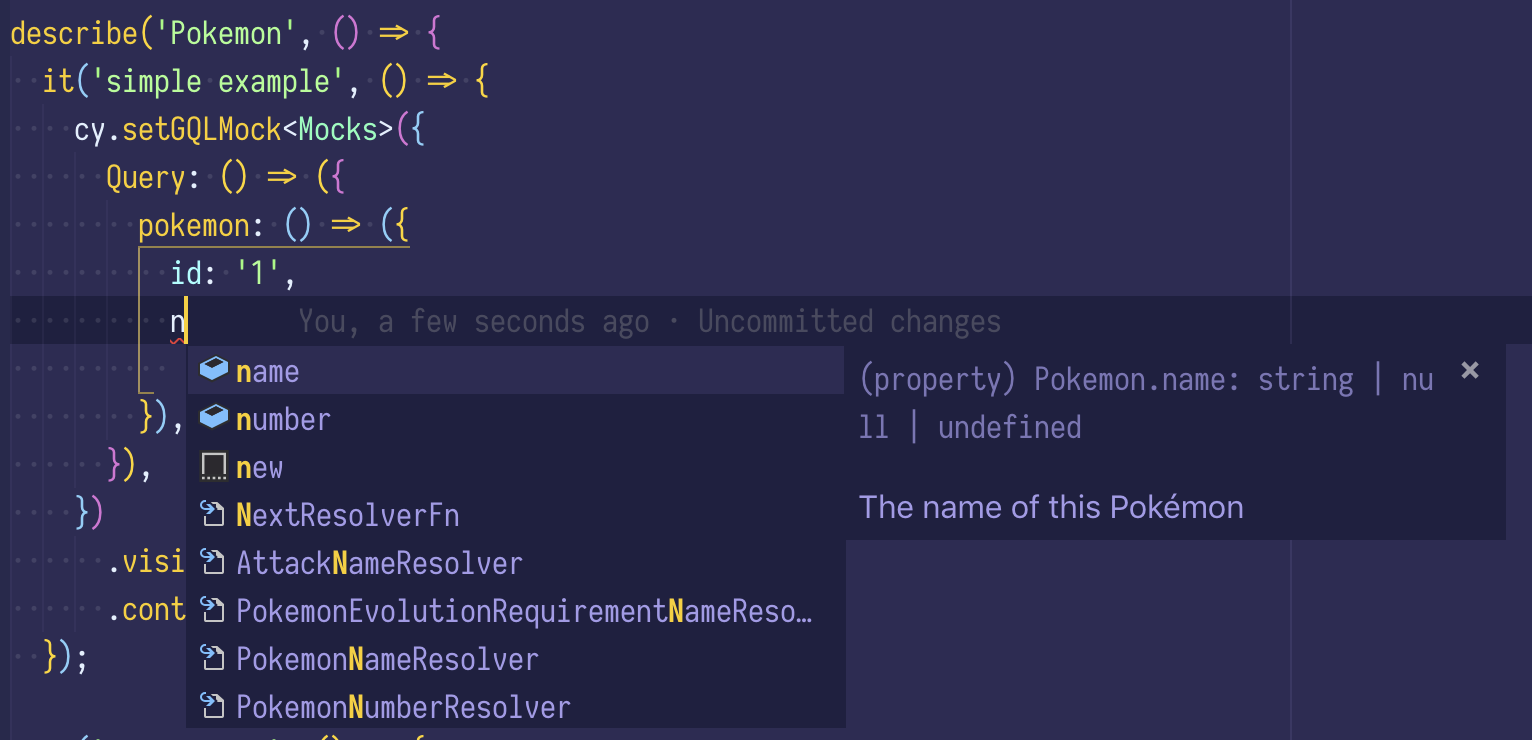 describe('Pokemon', () => {
it('simple example', () => {
cy.setGQLMock<Mocks>({
Query: () => ({
pokemon: () => ({
id: '1',
n You, a few seconds ago · Uncommitted changes
name
number
new
NextResolverFn
AttackNameResolver
PokemonEvolutionRequirementNameReso…
PokemonNameResolver
PokemonNumberResolver
(property) Pokemon.name: string | nu
ll | undefined
The name of this Pokémon
}),
}),
})
.visi
.cont
});